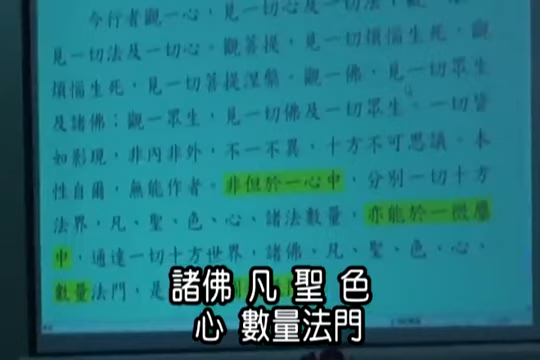 今行者觀一心，見一切心及一切法；觀一法，
見一切法及一切心。觀菩提，見一切煩惱生死；觀
煩惱生死，見一切菩提涅槃。觀一佛，見一切眾生
及諸佛；觀一眾生，見一切佛及一切眾生。一切皆
如影現，非內非外，不一不異，十方不可思議。本
性自爾，無能作者。非但於一心中，分別一切十方
法界，凡、聖、色、心、諸法數量，亦能於一微塵
中，通達一切十方世界，諸佛、凡、聖、色、心、
數量法門，是
諸佛 凡 聖 色
心 數量法門